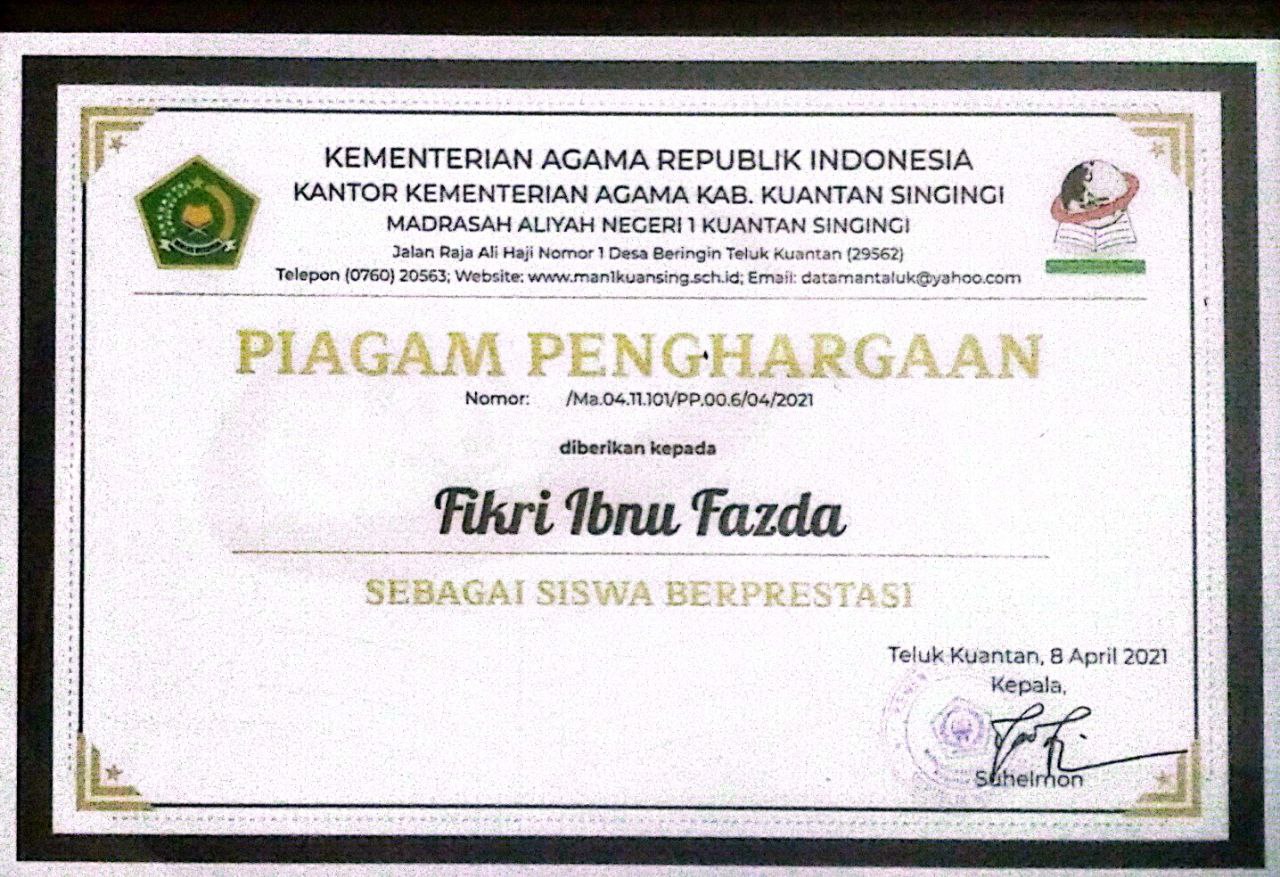 KEMENTERIAN AGAMA REPUBLIK INDONESIA
KANTOR KEMENTERIAN AGAMA KAB. KUANTAN SINGINGI
MADRASAH ALIYAH NEGERI 1 KUANTAN SINGINGI
Jalan Raja Ali Haji Nomor 1 Desa Beringin Teluk Kuantan (29562)
Telepon (0760) 20563; Website: www.man1kuansing.sch.id; Email: datamantaluk@yahoo.com
PIAGAM PENGHARGAAN
Nomor: /Ma.04.11.101/PP.00.6/04/2021
diberikan kepada
Fikri Ibnu Fazda
SEBAGAI SISWA BERPRESTASI
Teluk Kuantan, 8 April 2021
Kepala,
Suhelmon